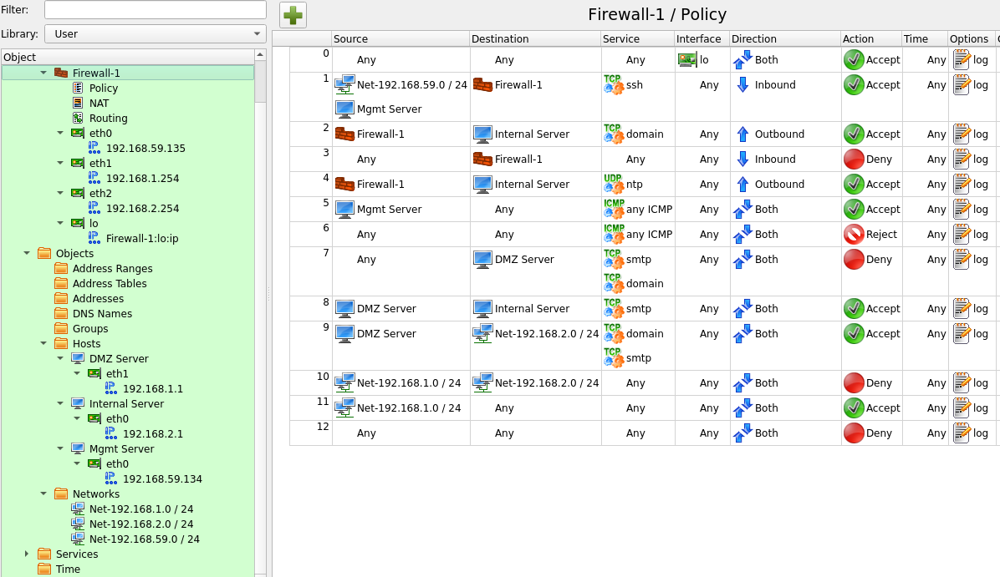 Filter:
Library: User
Object
Firewall-1
Policy
NAT
Routing
eth0
192.168.59.135
eth1
192.168.1.254
eth2
192.168.2.254
lo
Firewall-1:lo:ip
Objects
Address Ranges
Address Tables
Addresses
DNS Names
Groups
Hosts
DMZ Server
eth1
192.168.1.1
Internal Server
eth0
192.168.2.1
Mgmt Server
eth0
192.168.59.134
Networks
Net-192.168.1.0 / 24
Net-192.168.2.0 / 24
Net-192.168.59.0 / 24
Services
Time
Firewall-1 / Policy
Source Destination Service Interface Direction Action Time Options
0 Any Any Any lo Both Accept Any log
1 Net-192.168.59.0 / 24 Firewall-1 TCP ssh Any Inbound Accept Any log
Mgmt Server
2 Firewall-1 Internal Server TCP domain Any Outbound Accept Any log
3 Any Firewall-1 Any Any Inbound Deny Any log
4 Firewall-1 Internal Server UDP ntp Any Outbound Accept Any log
5 Mgmt Server Any ICMP any ICMP Any Both Accept Any log
6 Any Any ICMP any ICMP Any Both Reject Any log
7 Any DMZ Server TCP smtp Any Both Deny Any log
TCP domain
8 DMZ Server Internal Server TCP smtp Any Both Accept Any log
9 DMZ Server Net-192.168.2.0 / 24 TCP domain Any Both Accept Any log
TCP smtp
10 Net-192.168.1.0 / 24 Net-192.168.2.0 / 24 Any Any Both Deny Any log
11 Net-192.168.1.0 / 24 Any Any Any Both Accept Any log
12 Any Any Any Any Both Deny Any log